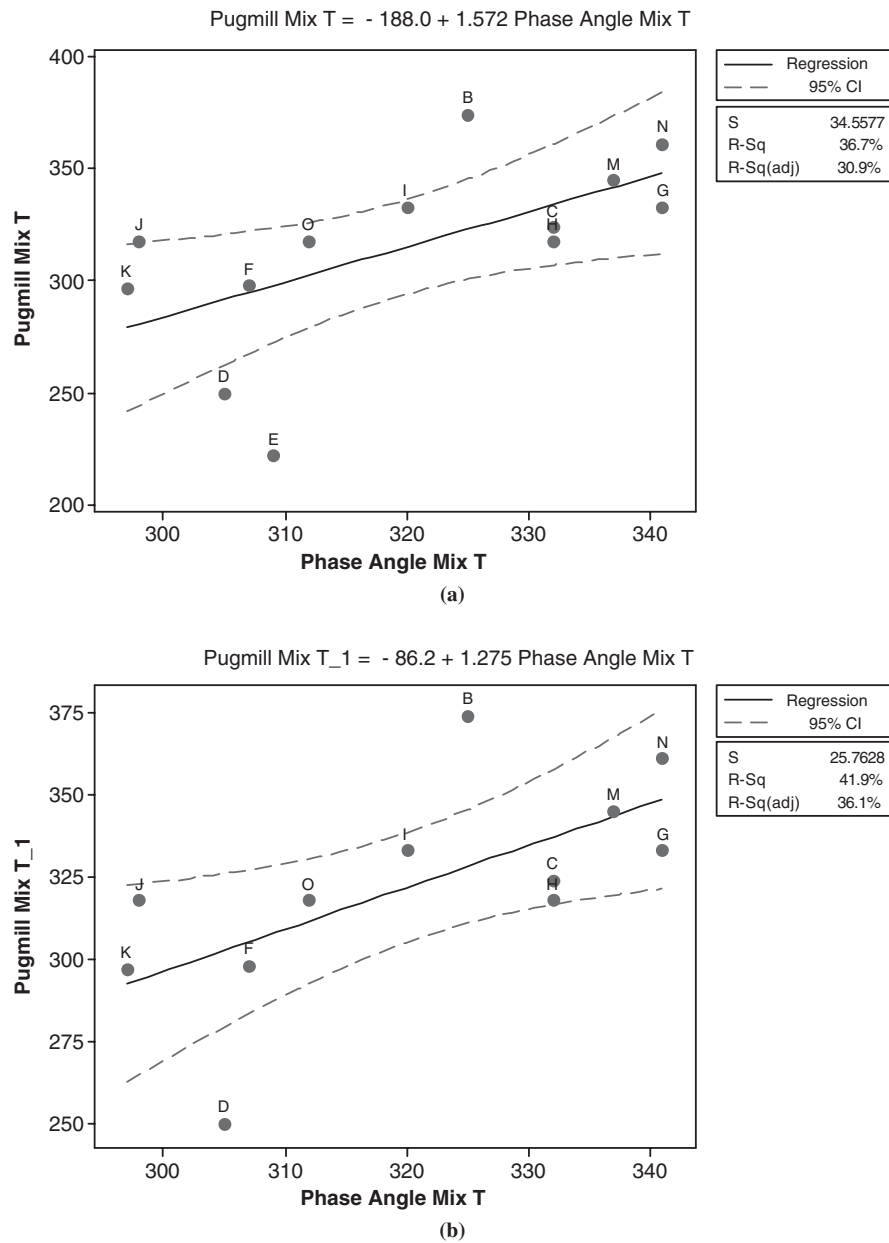 Pugmill Mix T = - 188.0 + 1.572 Phase Angle Mix T
400
350
300
250
200
Pugmill Mix T
B
N
M
I
G
C
H
J
O
K
F
D
E
300 310 320 330 340
Phase Angle Mix T
Regression
95% CI
S 34.5577
R-Sq 36.7%
R-Sq(adj) 30.9%
(a)
Pugmill Mix T_1 = - 86.2 + 1.275 Phase Angle Mix T
375
350
325
300
275
250
Pugmill Mix T_1
B
N
M
I
G
C
H
J
O
K
F
D
300 310 320 330 340
Phase Angle Mix T
Regression
95% CI
S 25.7628
R-Sq 41.9%
R-Sq(adj) 36.1%
(b)